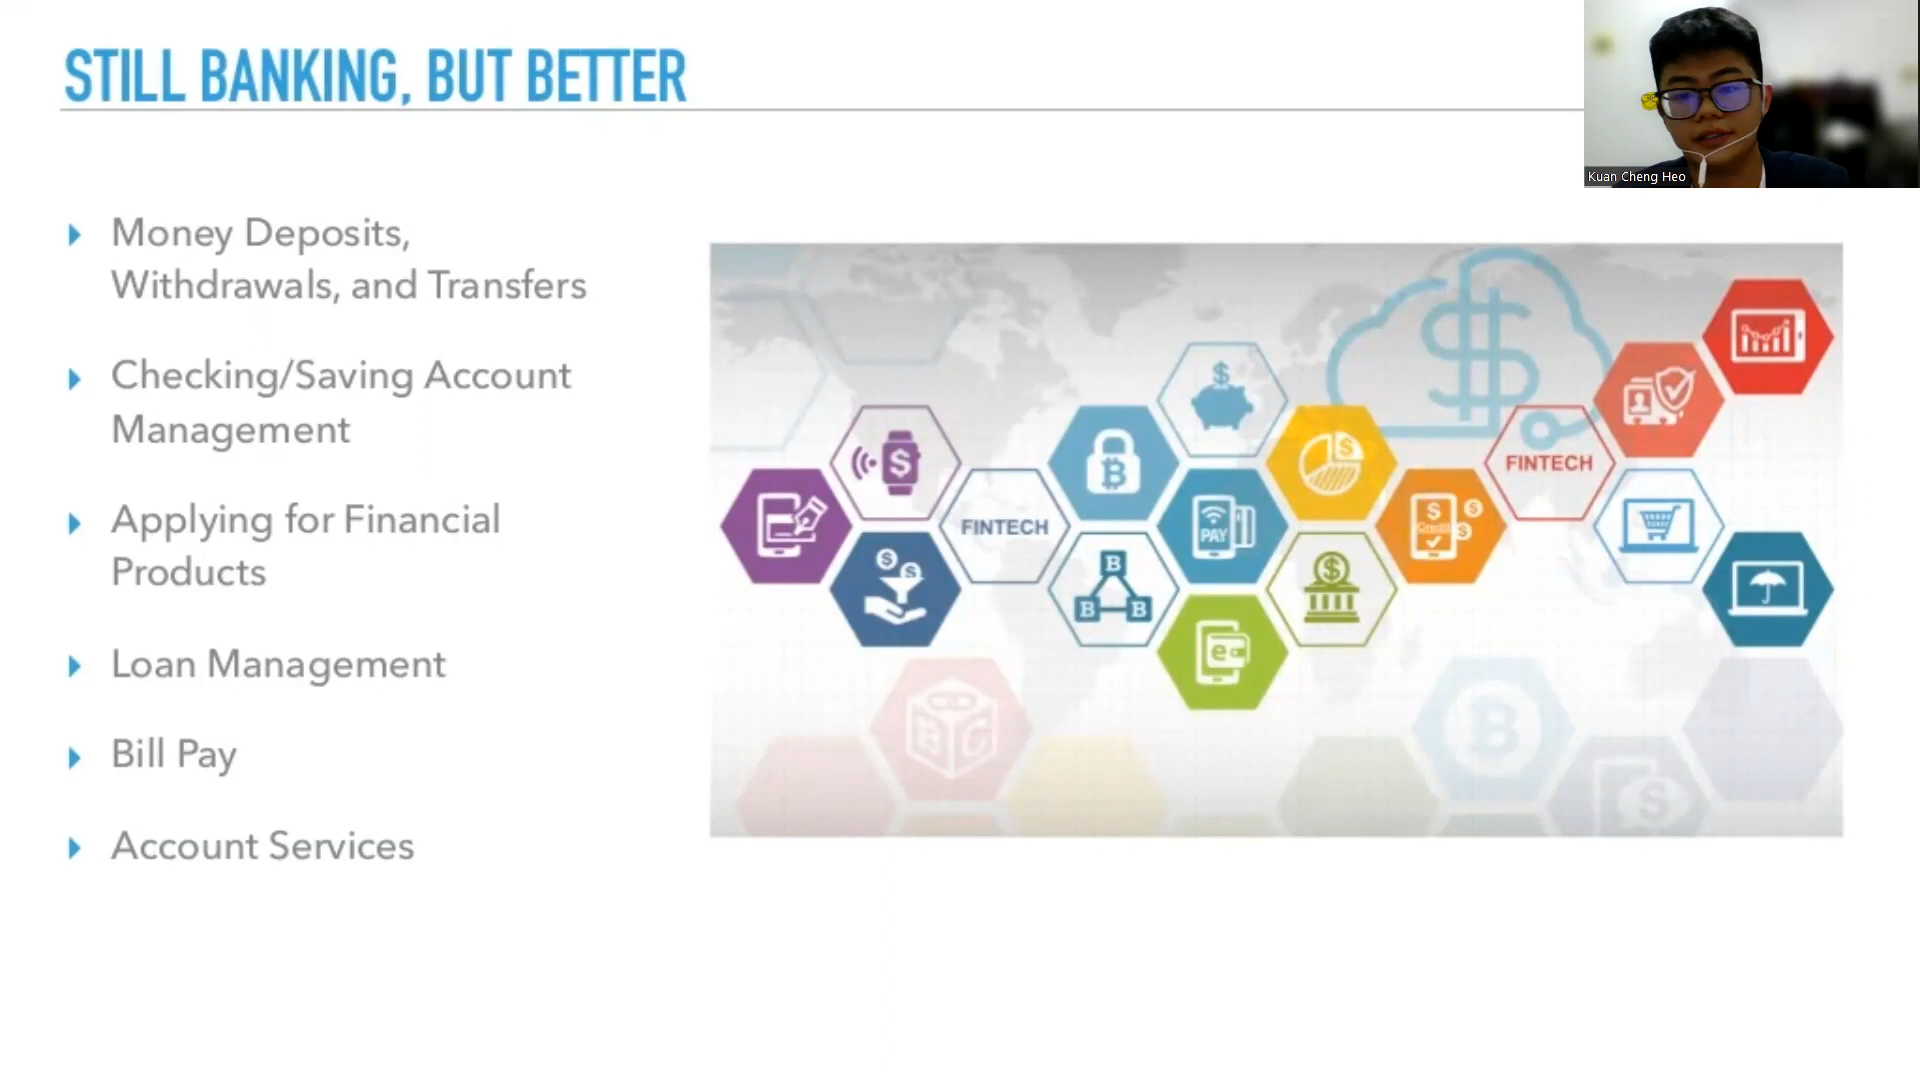 STILL BANKING, BUT BETTER
Kuan Cheng Heo
Money Deposits,
Withdrawals, and Transfers
Checking/Saving Account
Management
Applying for Financial
Products
Loan Management
Bill Pay
Account Services
$
$
$
$
FINTECH
FINTECH
$
$
$
B
PAY
$
Credit
$
$
B
B
B
$
e
B
C
B
$